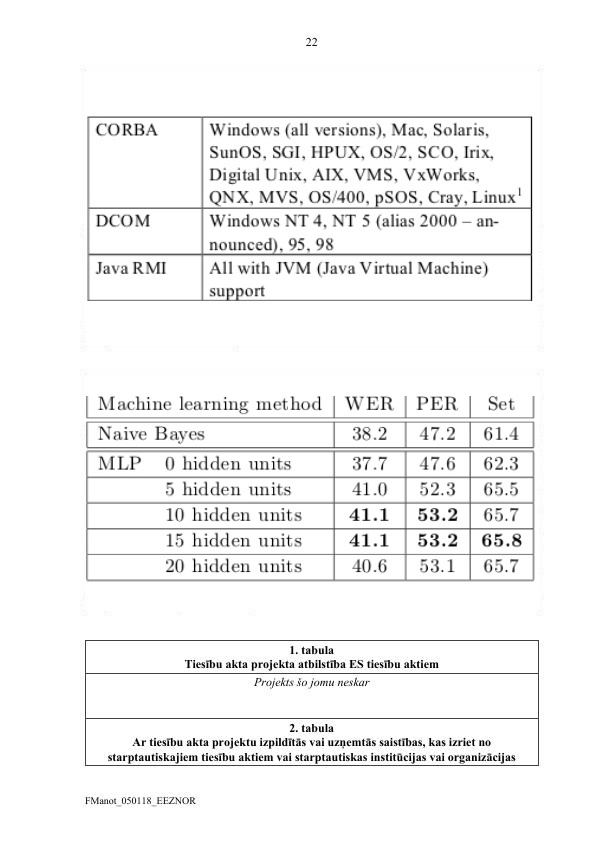 22
CORBA Windows (all versions), Mac, Solaris,
SunOS, SGI, HPUX, OS/2, SCO, Irix,
Digital Unix, AIX, VMS, VxWorks,
QNX, MVS, OS/400, pSOS, Cray, Linux1
DCOM Windows NT 4, NT 5 (alias 2000 – an-
nounced), 95, 98
Java RMI All with JVM (Java Virtual Machine)
support
Machine learning method WER PER Set
Naive Bayes 38.2 47.2 61.4
MLP 0 hidden units 37.7 47.6 62.3
5 hidden units 41.0 52.3 65.5
10 hidden units 41.1 53.2 65.7
15 hidden units 41.1 53.2 65.8
20 hidden units 40.6 53.1 65.7
1. tabula
Tiesību akta projekta atbilstība ES tiesību aktiem
Projekts šo jomu neskar
2. tabula
Ar tiesību akta projektu izpildītās vai uzņemtās saistības, kas izriet no
starptautiskajiem tiesību aktiem vai starptautiskas institūcijas vai organizācijas
FManot_050118_EEZNOR